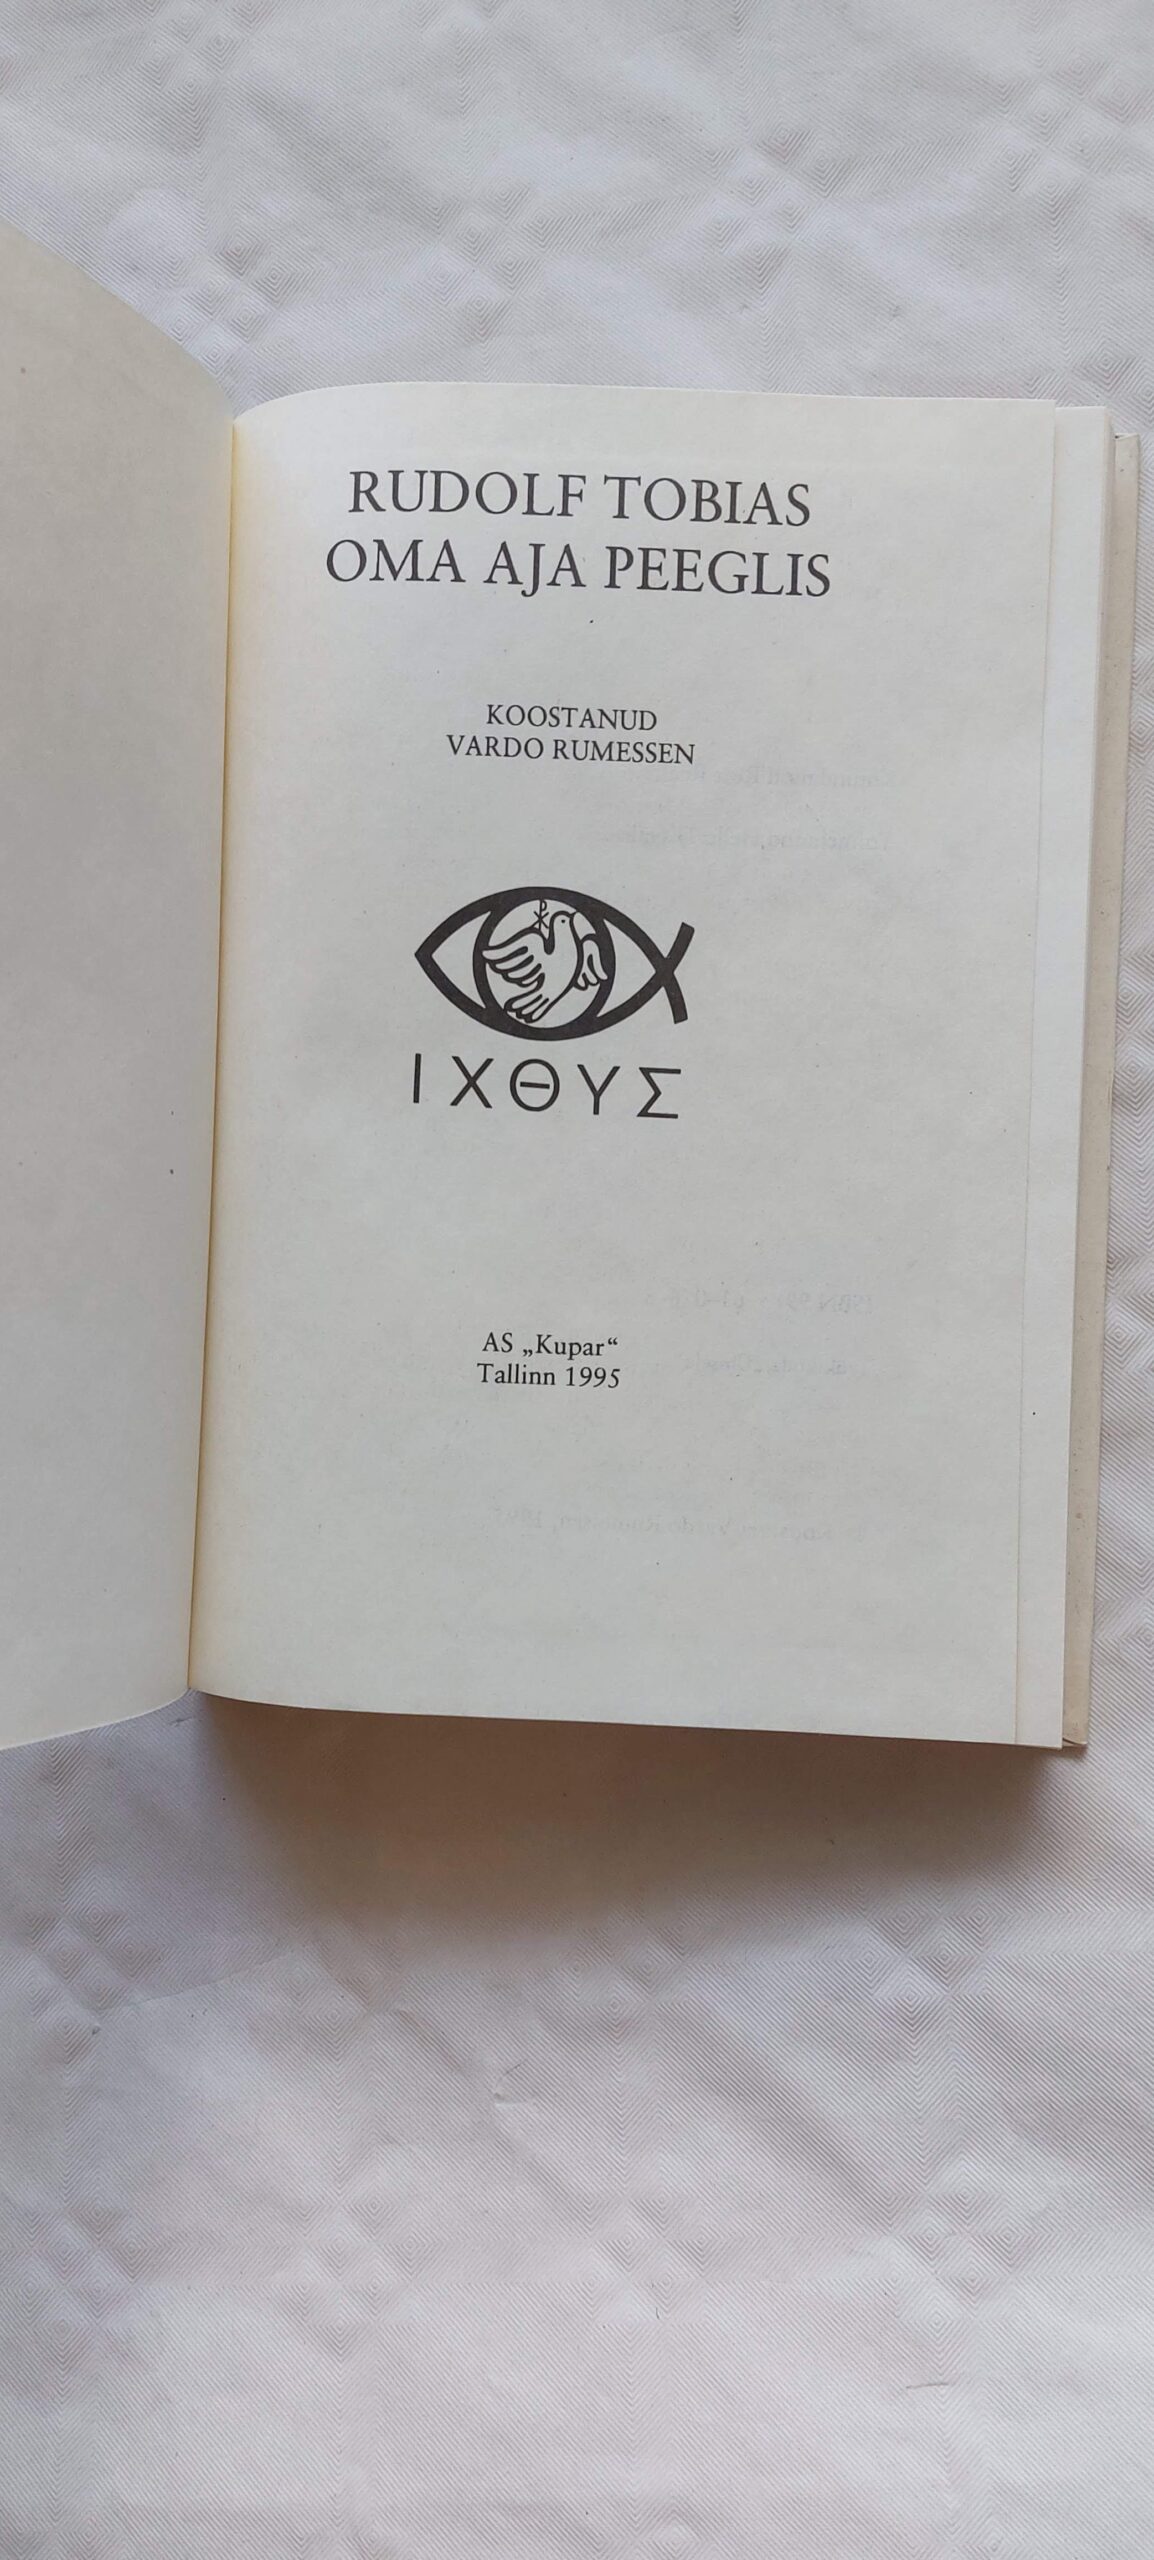 RUDOLF TOBIAS
OMA AJA PEEGLIS
KOOSTANUD
VARDO RUMESSEN
ΙΧΘΥΣ
AS „Kupar“
Tallinn 1995